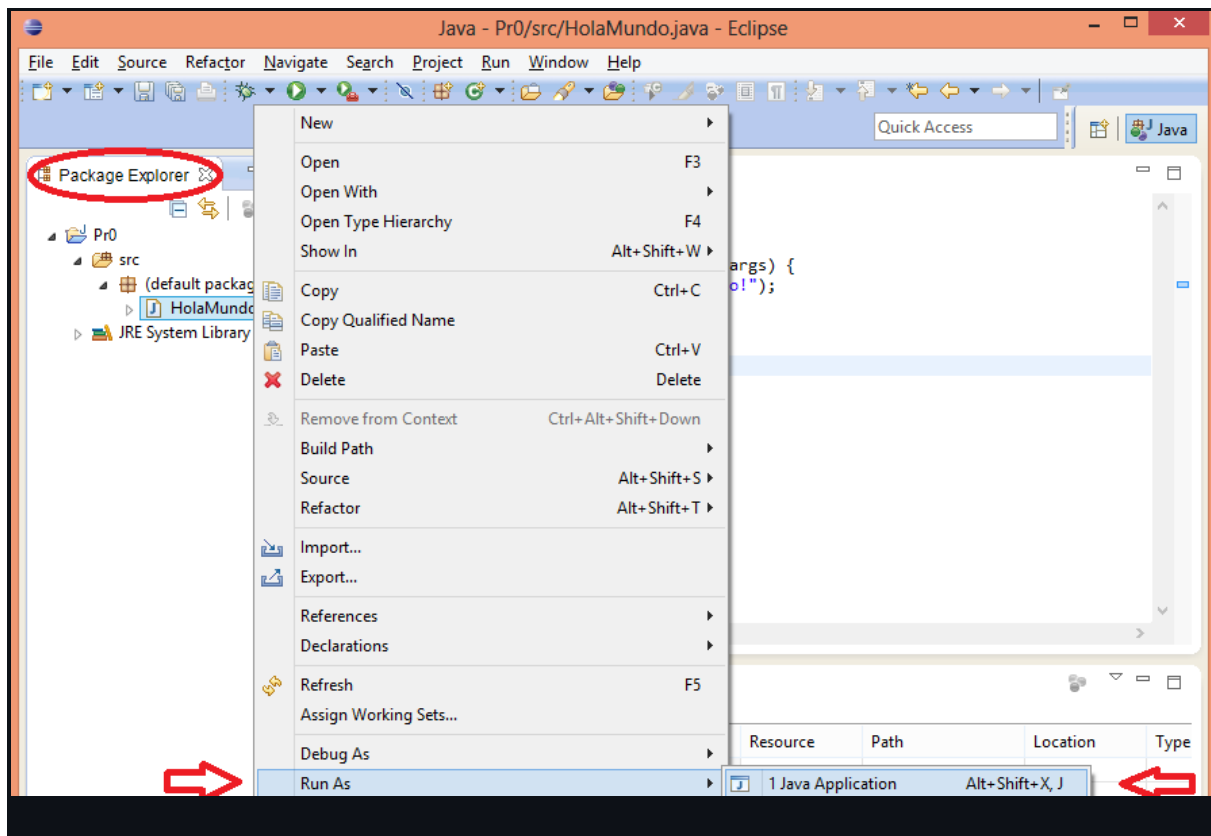 Java - Pr0/src/HolaMundo.java - Eclipse
File Edit Source Refactor Navigate Search Project Run Window Help
Quick Access
Java
Package Explorer
Pr0
src
(default packag
HolaMundo
JRE System Library
New
Open F3
Open With
Open Type Hierarchy F4
Show In Alt+Shift+W
Copy Ctrl+C
Copy Qualified Name
Paste Ctrl+V
Delete Delete
Remove from Context Ctrl+Alt+Shift+Down
Build Path
Source Alt+Shift+S
Refactor Alt+Shift+T
Import...
Export...
References
Declarations
Refresh F5
Assign Working Sets...
Debug As
Run As
1 Java Application Alt+Shift+X, J
args) {
o!");
Resource Path Location Type